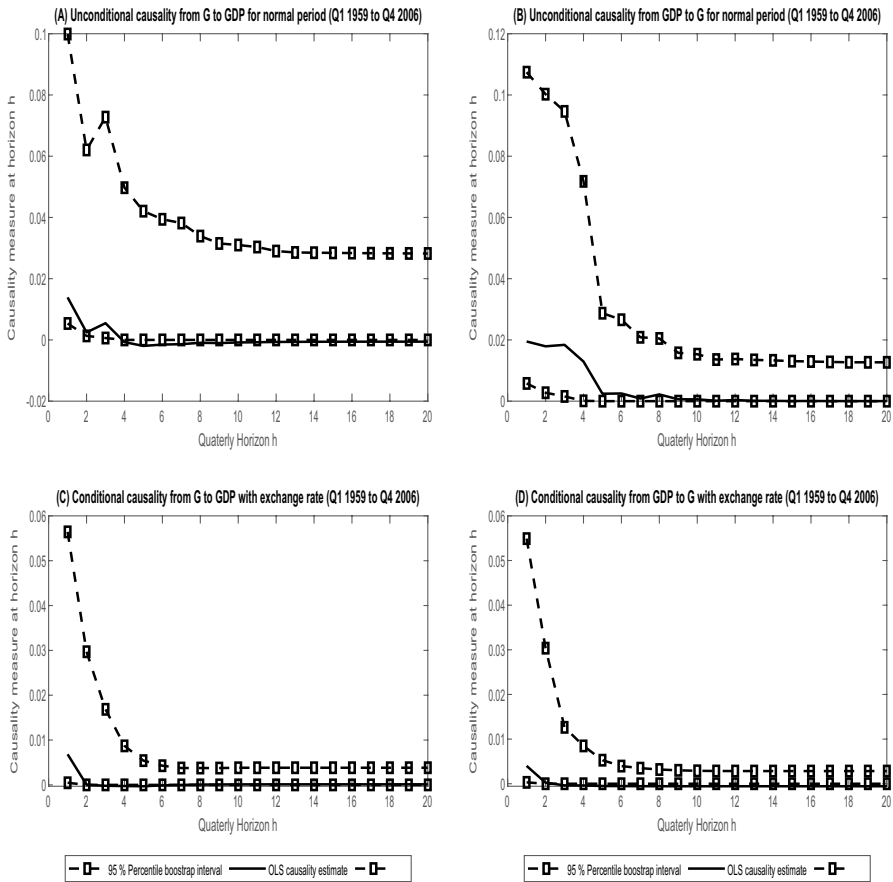 (A) Unconditional causality from G to GDP for normal period (Q1 1959 to Q4 2006)
0.1
0.08
0.06
0.04
0.02
0
-0.02
Causality measure at horizon h
0 2 4 6 8 10 12 14 16 18 20
Quaterly Horizon h
(B) Unconditional causality from GDP to G for normal period (Q1 1959 to Q4 2006)
0.12
0.1
0.08
0.06
0.04
0.02
0
Causality measure at horizon h
0 2 4 6 8 10 12 14 16 18 20
Quaterly Horizon h
(C) Conditional causality from G to GDP with exchange rate (Q1 1959 to Q4 2006)
0.06
0.05
0.04
0.03
0.02
0.01
0
Causality measure at horizon h
0 2 4 6 8 10 12 14 16 18 20
Quaterly Horizon h
(D) Conditional causality from GDP to G with exchange rate (Q1 1959 to Q4 2006)
0.06
0.05
0.04
0.03
0.02
0.01
0
Causality measure at horizon h
0 2 4 6 8 10 12 14 16 18 20
Quaterly Horizon h
95 % Percentile boostrap interval OLS causality estimate
95 % Percentile boostrap interval OLS causality estimate